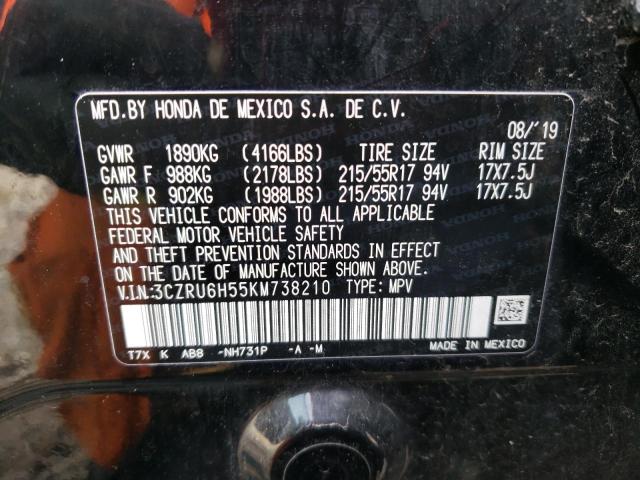 MFD.BY HONDA DE MEXICO S.A. DE C.V.
08/'19
GVWR 1890KG (4166LBS) TIRE SIZE RIM SIZE
GAWR F 988KG (2178LBS) 215/55R17 94V 17X7.5J
GAWR R 902KG (1988LBS) 215/55R17 94V 17X7.5J
THIS VEHICLE CONFORMS TO ALL APPLICABLE
FEDERAL MOTOR VEHICLE SAFETY
AND THEFT PREVENTION STANDARDS IN EFFECT
ON THE DATE OF MANUFACTURE SHOWN ABOVE.
V.I.N:3CZRU6H55KM738210 TYPE: MPV
T7X K AB8 -NH731P -A -M
MADE IN MEXICO